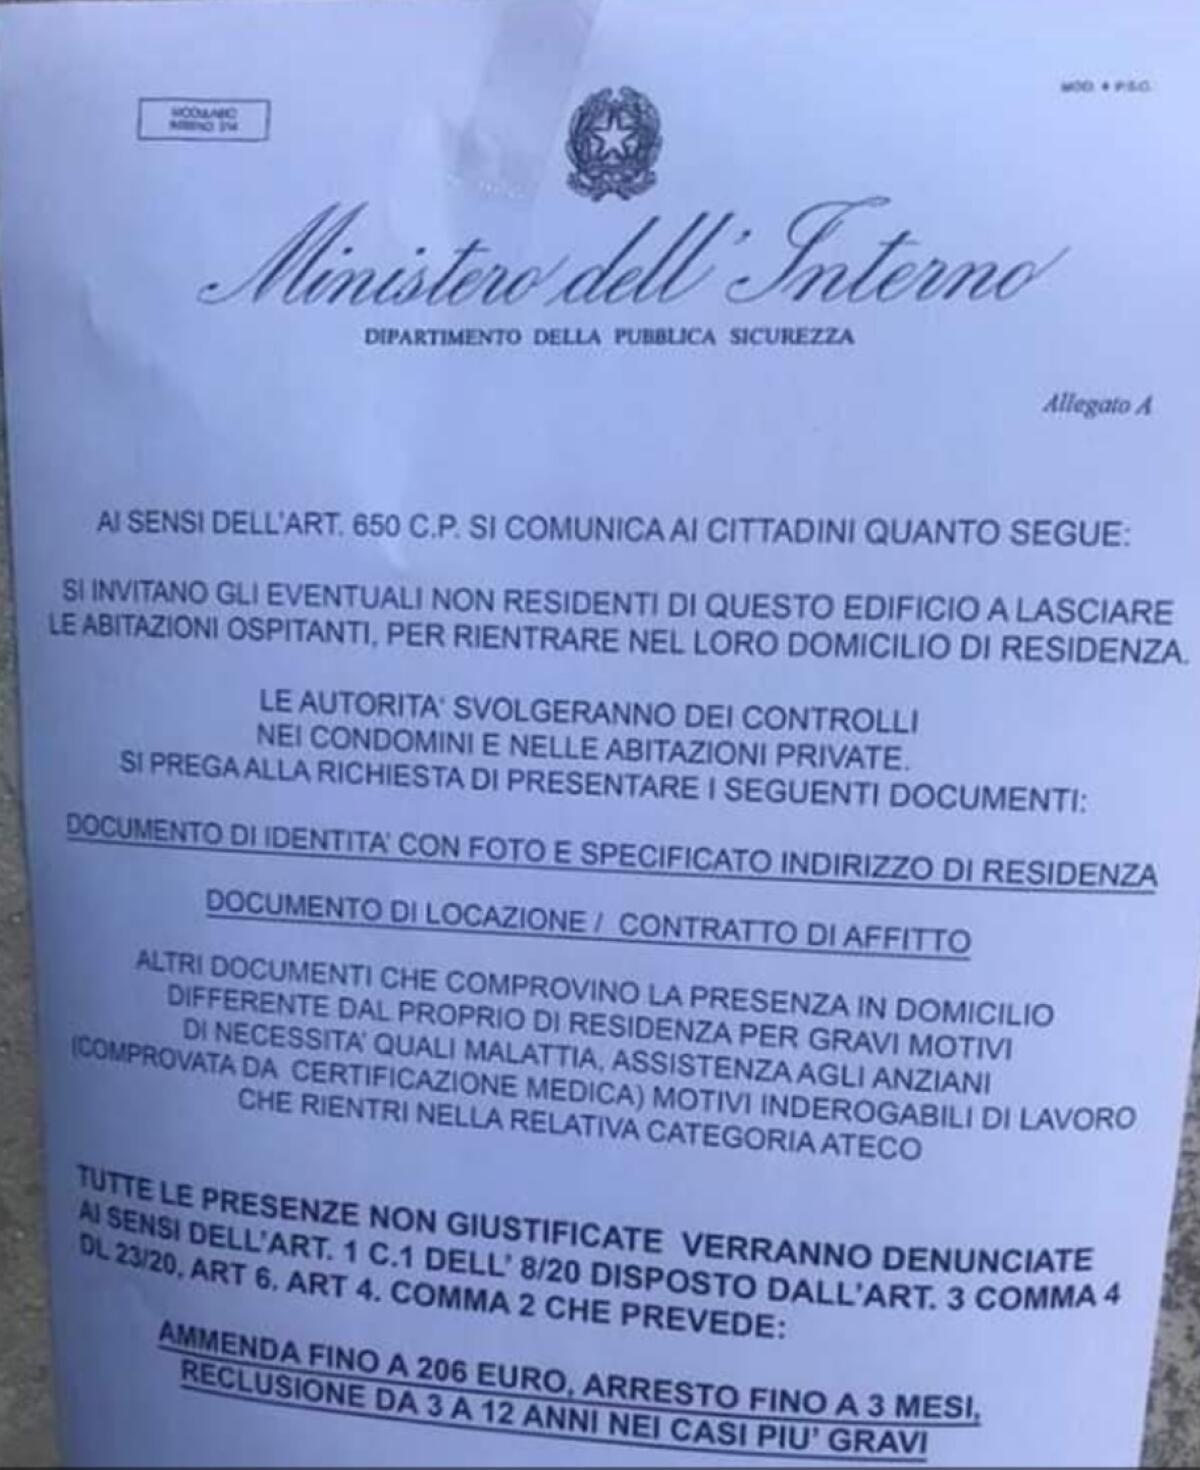 MODULARIO
INTERNO 314
MOD. 4 P.S.C.
Ministero dell'Interno
DIPARTIMENTO DELLA PUBBLICA SICUREZZA
Allegato A
AI SENSI DELL'ART. 650 C.P. SI COMUNICA AI CITTADINI QUANTO SEGUE:
SI INVITANO GLI EVENTUALI NON RESIDENTI DI QUESTO EDIFICIO A LASCIARE
LE ABITAZIONI OSPITANTI, PER RIENTRARE NEL LORO DOMICILIO DI RESIDENZA.
LE AUTORITA' SVOLGERANNO DEI CONTROLLI
NEI CONDOMINI E NELLE ABITAZIONI PRIVATE.
SI PREGA ALLA RICHIESTA DI PRESENTARE I SEGUENTI DOCUMENTI:
DOCUMENTO DI IDENTITA' CON FOTO E SPECIFICATO INDIRIZZO DI RESIDENZA
DOCUMENTO DI LOCAZIONE / CONTRATTO DI AFFITTO
ALTRI DOCUMENTI CHE COMPROVINO LA PRESENZA IN DOMICILIO
DIFFERENTE DAL PROPRIO DI RESIDENZA PER GRAVI MOTIVI
DI NECESSITA' QUALI MALATTIA, ASSISTENZA AGLI ANZIANI
(COMPROVATA DA CERTIFICAZIONE MEDICA) MOTIVI INDEROGABILI DI LAVORO
CHE RIENTRI NELLA RELATIVA CATEGORIA ATECO
TUTTE LE PRESENZE NON GIUSTIFICATE VERRANNO DENUNCIATE
AI SENSI DELL'ART. 1 C.1 DELL' 8/20 DISPOSTO DALL'ART. 3 COMMA 4
DL 23/20, ART 6. ART 4. COMMA 2 CHE PREVEDE:
AMMENDA FINO A 206 EURO, ARRESTO FINO A 3 MESI,
RECLUSIONE DA 3 A 12 ANNI NEI CASI PIU' GRAVI